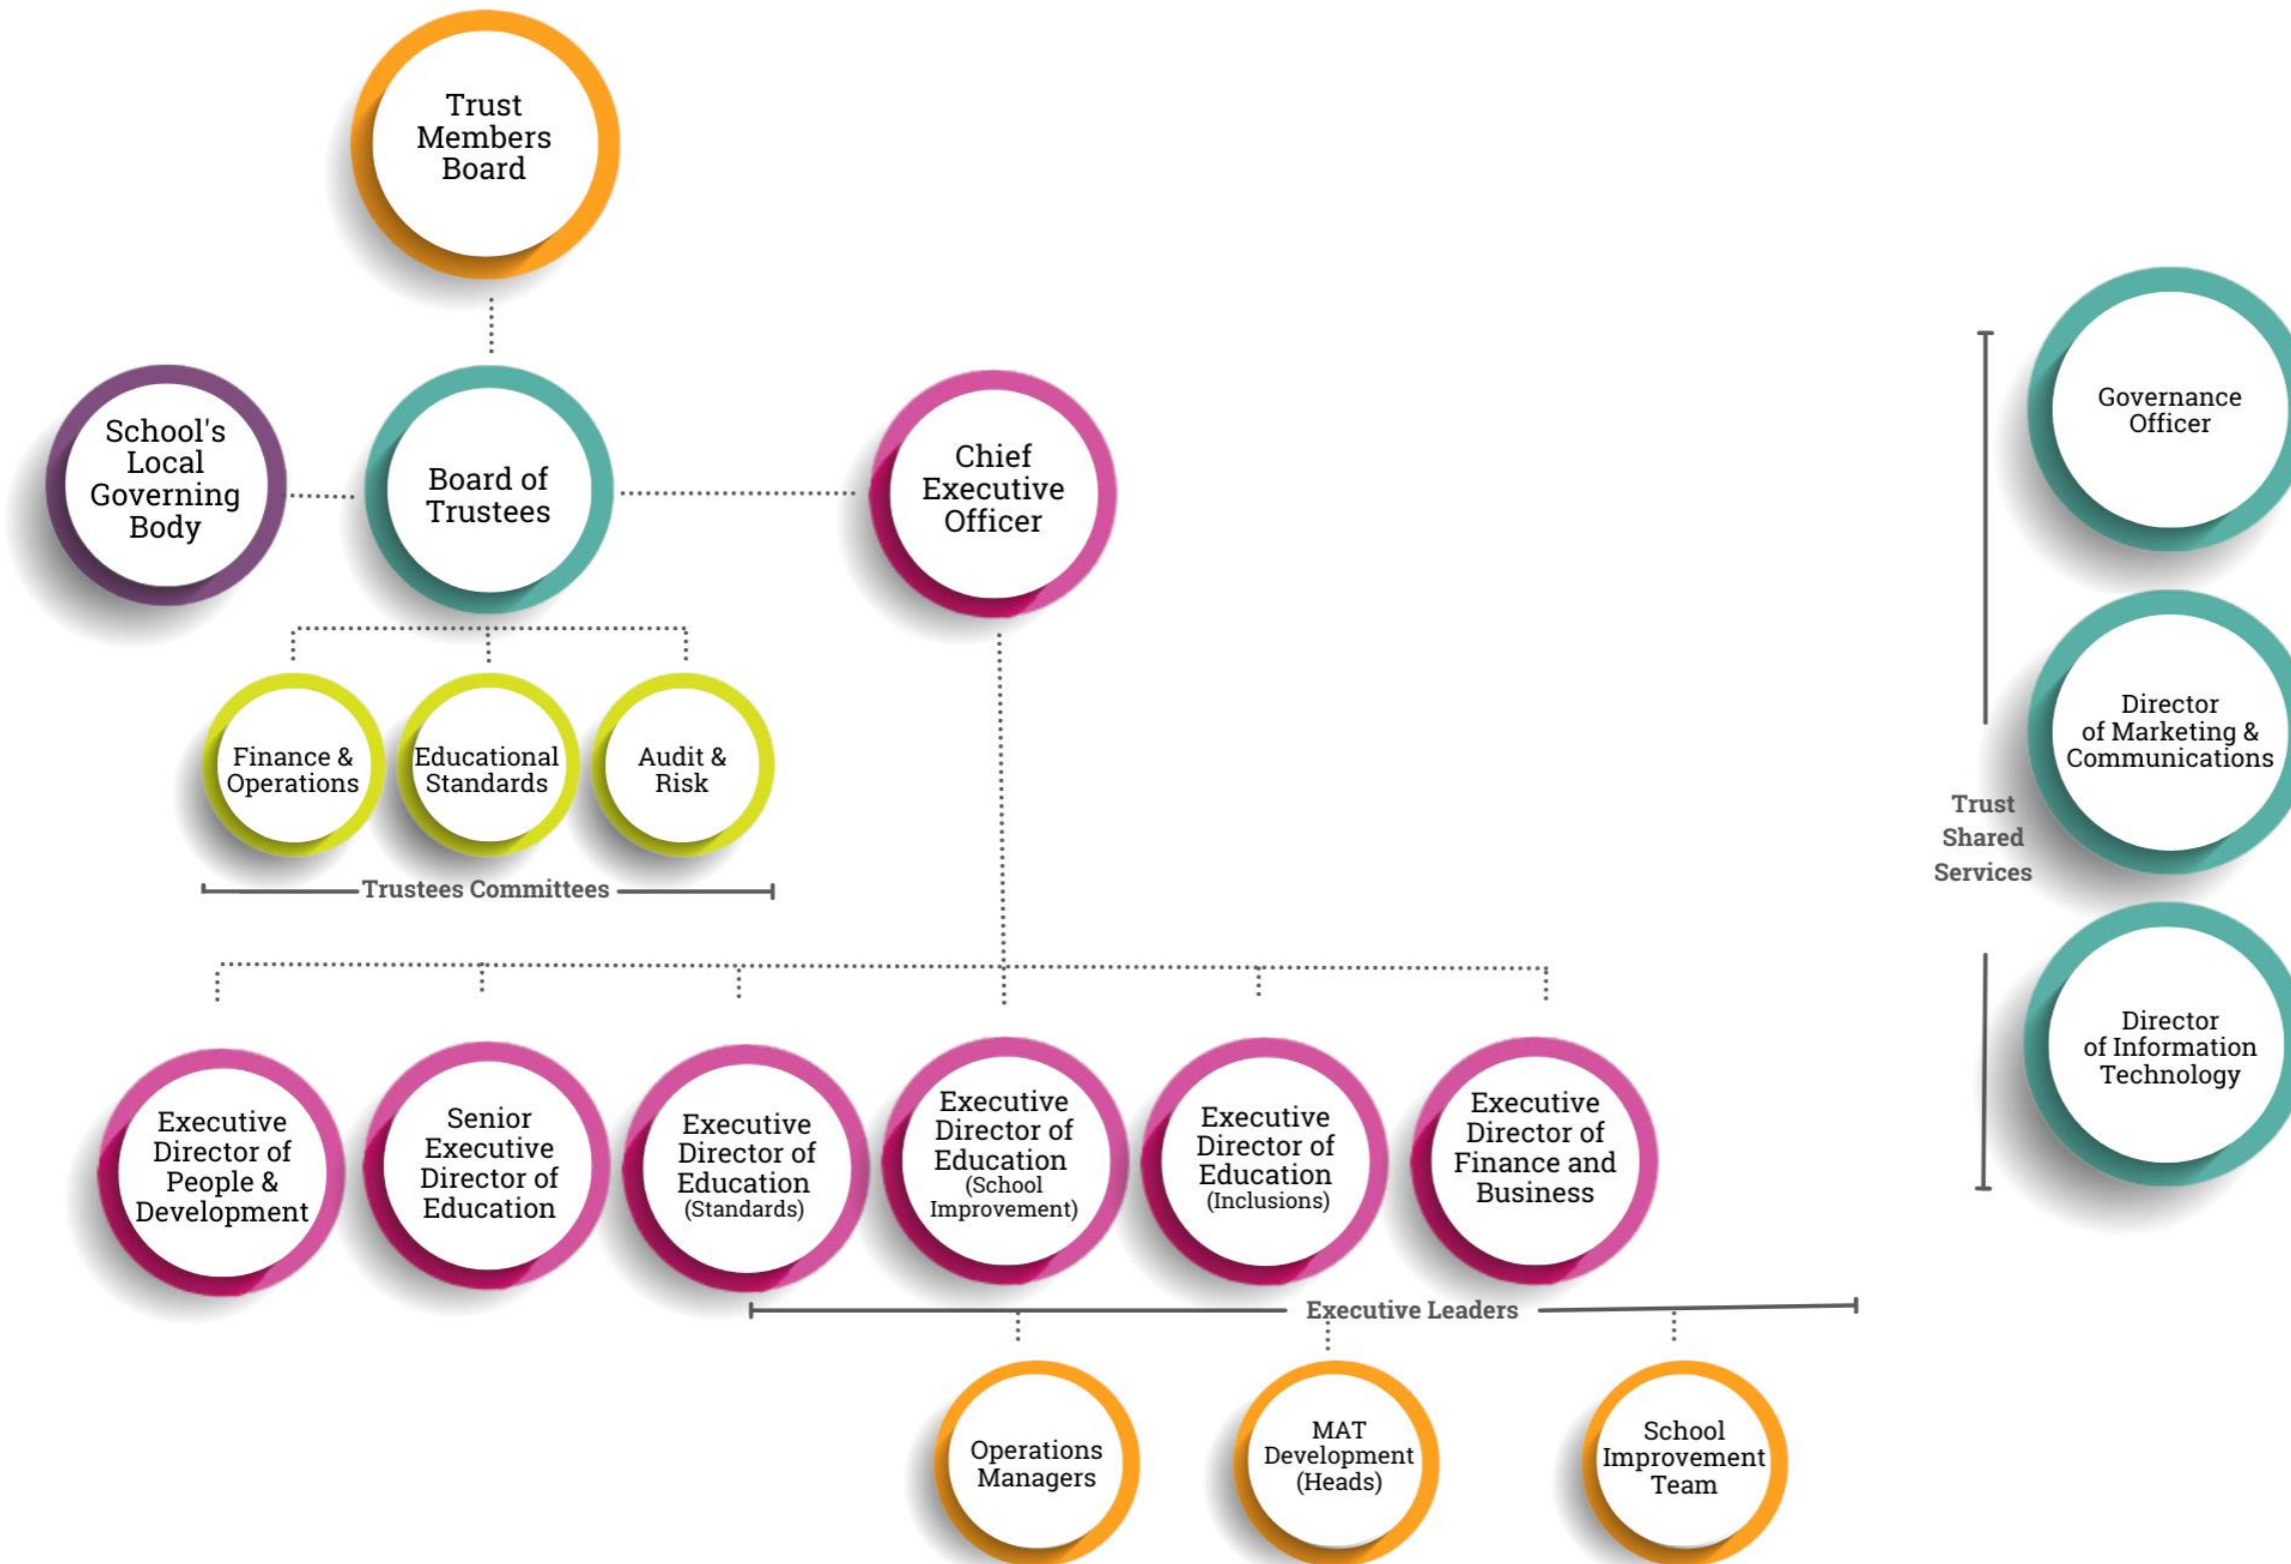 Trust
Members
Board
School's
Local
Governing
Body
Board of
Trustees
Chief
Executive
Officer
Finance &
Operations
Educational
Standards
Audit &
Risk
Trustees Committees
Executive
Director of
People &
Development
Senior
Executive
Director of
Education
Executive
Director of
Education
(Standards)
Executive
Director of
Education
(School
Improvement)
Executive
Director of
Education
(Inclusions)
Executive
Director of
Finance and
Business
Executive Leaders
Operations
Managers
MAT
Development
(Heads)
School
Improvement
Team
Trust
Shared
Services
Governance
Officer
Director
of Marketing &
Communications
Director
of Information
Technology